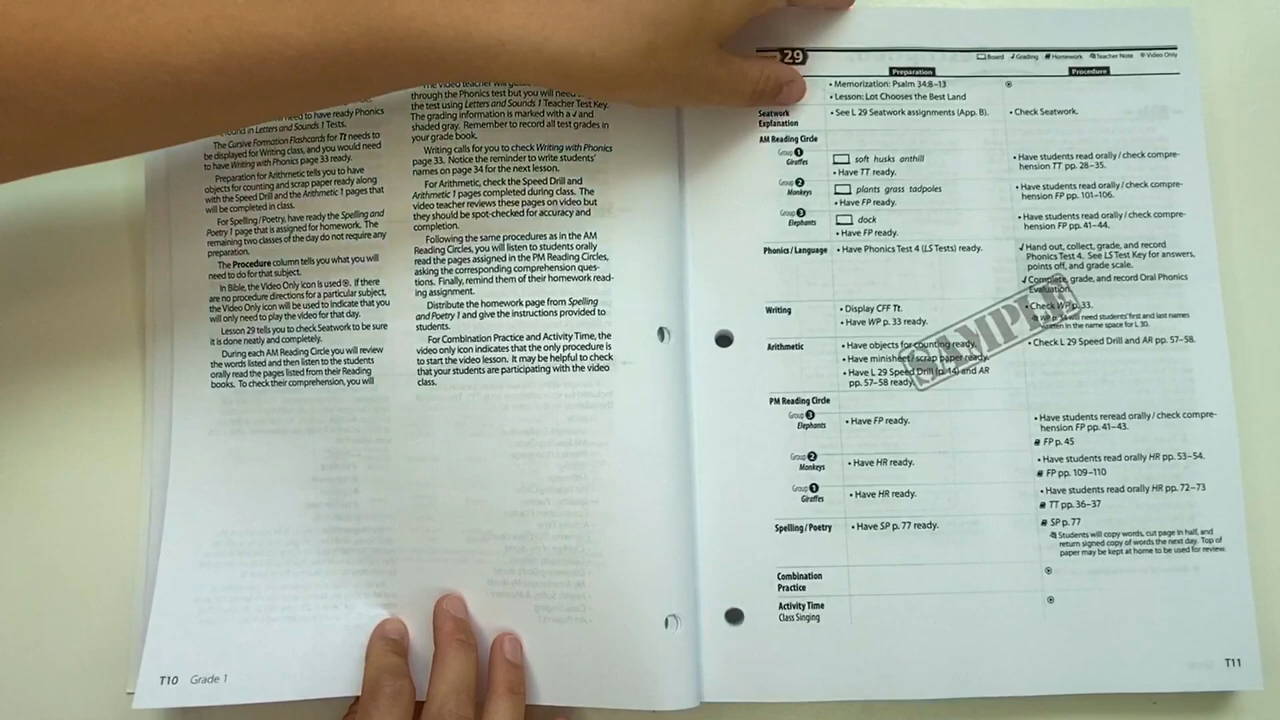 need to have ready Phonics
found in Letters and Sounds 1 Tests.
The Cursive Formation Flashcards for Tt needs to
be displayed for Writing class, and you would need
to have Writing with Phonics page 33 ready.
Preparation for Arithmetic tells you to have
objects for counting and scrap paper ready along
with the Speed Drill and the Arithmetic 1 pages that
will be completed in class.
For Spelling/Poetry, have ready the Spelling and
Poetry 1 page that is assigned for homework. The
remaining two classes of the day do not require any
preparation.
The Procedure column tells you what you will
need to do for that subject.
In Bible, the Video Only icon is used ⊙. If there
are no procedure directions for a particular subject,
the Video Only icon will be used to indicate that you
will only need to play the video for that day.
Lesson 29 tells you to check Seatwork to be sure
it is done neatly and completely.
During each AM Reading Circle you will review
the words listed and then listen to the students
orally read the pages listed from their Reading
books. To check their comprehension, you will
The video teacher will
through the Phonics test but you will need
the test using Letters and Sounds 1 Teacher Test Key.
The grading information is marked with a √ and
shaded gray. Remember to record all test grades in
your grade book.
Writing calls for you to check Writing with Phonics
page 33. Notice the reminder to write students'
names on page 34 for the next lesson.
For Arithmetic, check the Speed Drill and
Arithmetic 1 pages completed during class. The
video teacher reviews these pages on video but
they should be spot-checked for accuracy and
completion.
Following the same procedures as in the AM
Reading Circles, you will listen to students orally
read the pages assigned in the PM Reading Circles,
asking the corresponding comprehension ques-
tions. Finally, remind them of their homework read-
ing assignment.
Distribute the homework page from Spelling
and Poetry 1 and give the instructions provided to
students.
For Combination Practice and Activity Time, the
video only icon indicates that the only procedure is
to start the video lesson. It may be helpful to check
that your students are participating with the video
class.
T10 Grade 1
29
Board √Grading Homework Teacher Note Video Only
Preparation Procedure
• Memorization: Psalm 34:8–13
• Lesson: Lot Chooses the Best Land
Seatwork
Explanation
• See L 29 Seatwork assignments (App. B).
• Check Seatwork.
AM Reading Circle
Group 1
Giraffes
soft husks anthill
• Have TT ready.
• Have students read orally/check compre-
hension TT pp. 28–35.
Group 2
Monkeys
plants grass tadpoles
• Have FP ready.
• Have students read orally/check compre-
hension FP pp. 101–106.
Group 3
Elephants
dock
• Have FP ready.
• Have students read orally/check compre-
hension FP pp. 41–44.
Phonics / Language
• Have Phonics Test 4 (LS Tests) ready.
√ Hand out, collect, grade, and record
Phonics Test 4. See LS Test Key for answers,
points off, and grade scale.
√ Complete, grade, and record Oral Phonics
Evaluation.
Writing
• Display CFF Tt.
• Have WP p. 33 ready.
• Check WP p. 33.
WP p. 34 will need students' first and last names
written in the name space for L 30.
Arithmetic
• Have objects for counting ready.
• Have minisheet/scrap paper ready.
• Have L 29 Speed Drill (p. 14) and AR
pp. 57–58 ready.
• Check L 29 Speed Drill and AR pp. 57–58.
SAMPLE
PM Reading Circle
Group 3
Elephants
• Have FP ready.
• Have students reread orally/check compre-
hension FP pp. 41–43.
FP p. 45
Group 2
Monkeys
• Have HR ready.
• Have students read orally HR pp. 53–54.
FP pp. 109–110
Group 1
Giraffes
• Have HR ready.
• Have students read orally HR pp. 72–73
TT pp. 36–37
Spelling / Poetry
• Have SP p. 77 ready.
SP p. 77
Students will copy words, cut page in half, and
return signed copy of words the next day. Top of
paper may be kept at home to be used for review.
Combination
Practice
Activity Time
Class Singing
T11